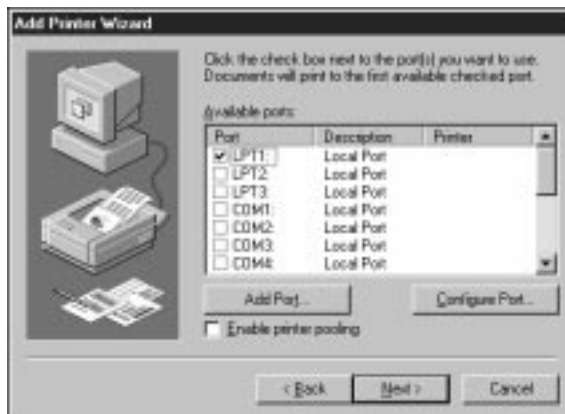 Add Printer Wizard
Click the check box next to the port(s) you want to use.
Documents will print to the first available checked port.
Available ports:
Port Description Printer
LPT1: Local Port
LPT2: Local Port
LPT3: Local Port
COM1: Local Port
COM2: Local Port
COM3: Local Port
COM4: Local Port
Add Port... Configure Port...
Enable printer pooling
< Back Next > Cancel